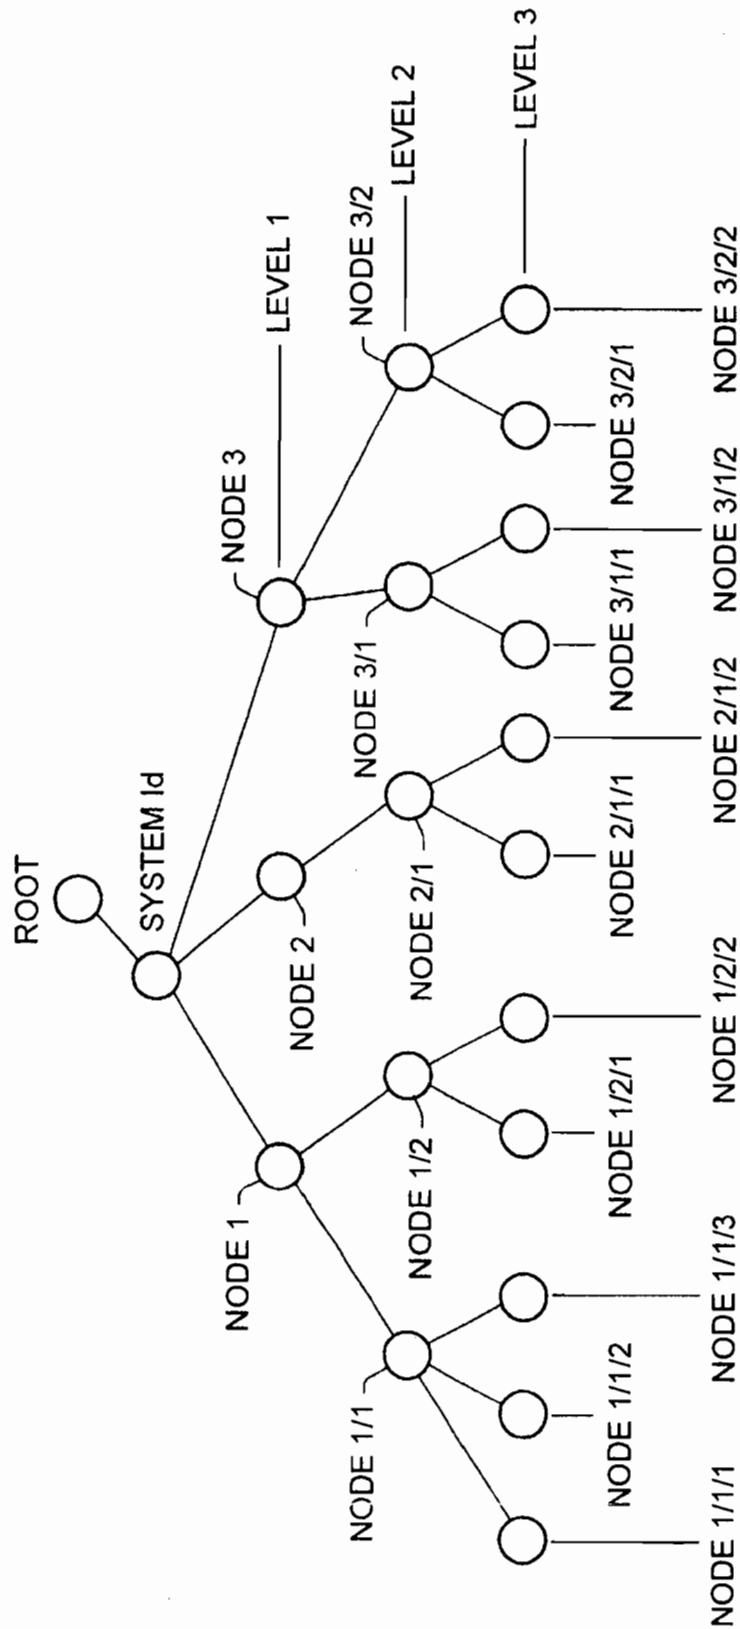 ROOT
SYSTEM Id
NODE 1
NODE 2
NODE 3
LEVEL 1
NODE 1/1
NODE 1/2
NODE 2/1
NODE 3/1
NODE 3/2
LEVEL 2
LEVEL 3
NODE 1/1/1
NODE 1/1/2
NODE 1/1/3
NODE 1/2/1
NODE 1/2/2
NODE 2/1/1
NODE 2/1/2
NODE 3/1/1
NODE 3/1/2
NODE 3/2/1
NODE 3/2/2